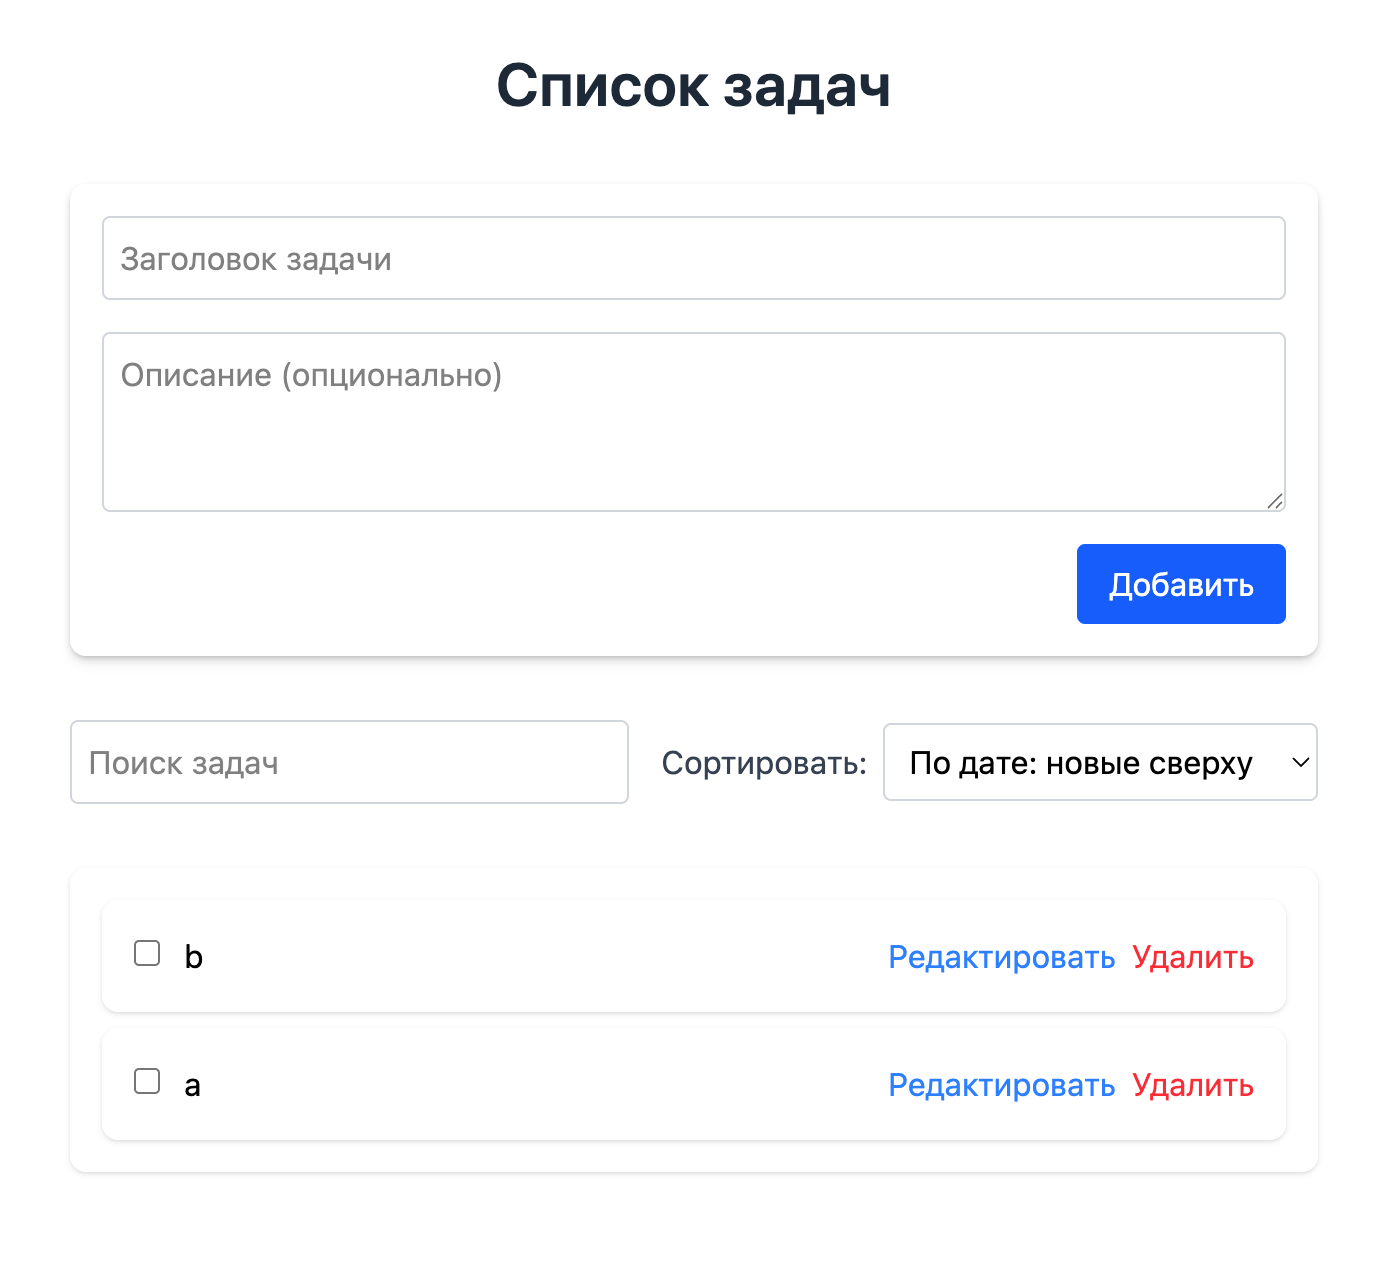 Список задач
Заголовок задачи
Описание (опционально)
Добавить
Поиск задач Сортировать: По дате: новые сверху
b Редактировать Удалить
a Редактировать Удалить